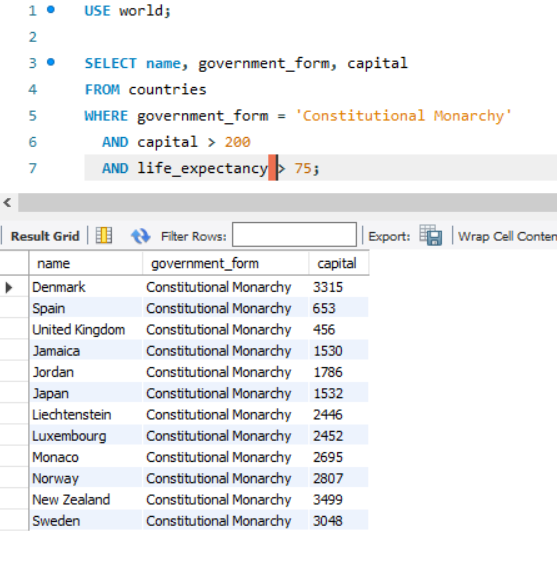 1 USE world;
2
3 SELECT name, government_form, capital
4 FROM countries
5 WHERE government_form = 'Constitutional Monarchy'
6 AND capital > 200
7 AND life_expectancy > 75;
Result Grid Filter Rows: Export: Wrap Cell Conten
name government_form capital
Denmark Constitutional Monarchy 3315
Spain Constitutional Monarchy 653
United Kingdom Constitutional Monarchy 456
Jamaica Constitutional Monarchy 1530
Jordan Constitutional Monarchy 1786
Japan Constitutional Monarchy 1532
Liechtenstein Constitutional Monarchy 2446
Luxembourg Constitutional Monarchy 2452
Monaco Constitutional Monarchy 2695
Norway Constitutional Monarchy 2807
New Zealand Constitutional Monarchy 3499
Sweden Constitutional Monarchy 3048